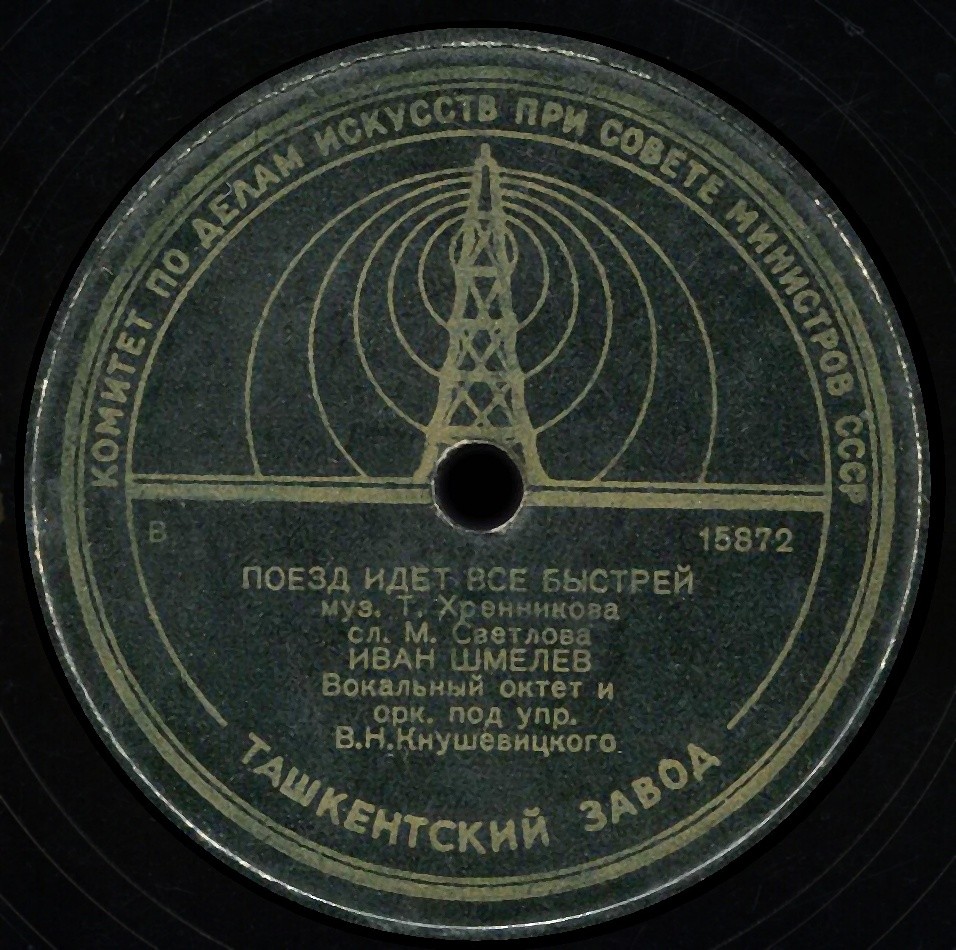 КОМИТЕТ ПО ДЕЛАМ ИСКУССТВ ПРИ СОВЕТЕ МИНИСТРОВ СССР
В 15872
ПОЕЗД ИДЕТ ВСЕ БЫСТРЕЙ
муз. Т. Хренникова
сл. М. Светлова
ИВАН ШМЕЛЕВ
Вокальный октет и
орк. под упр.
В.Н.Кнушевицкого
ТАШКЕНТСКИЙ ЗАВОД